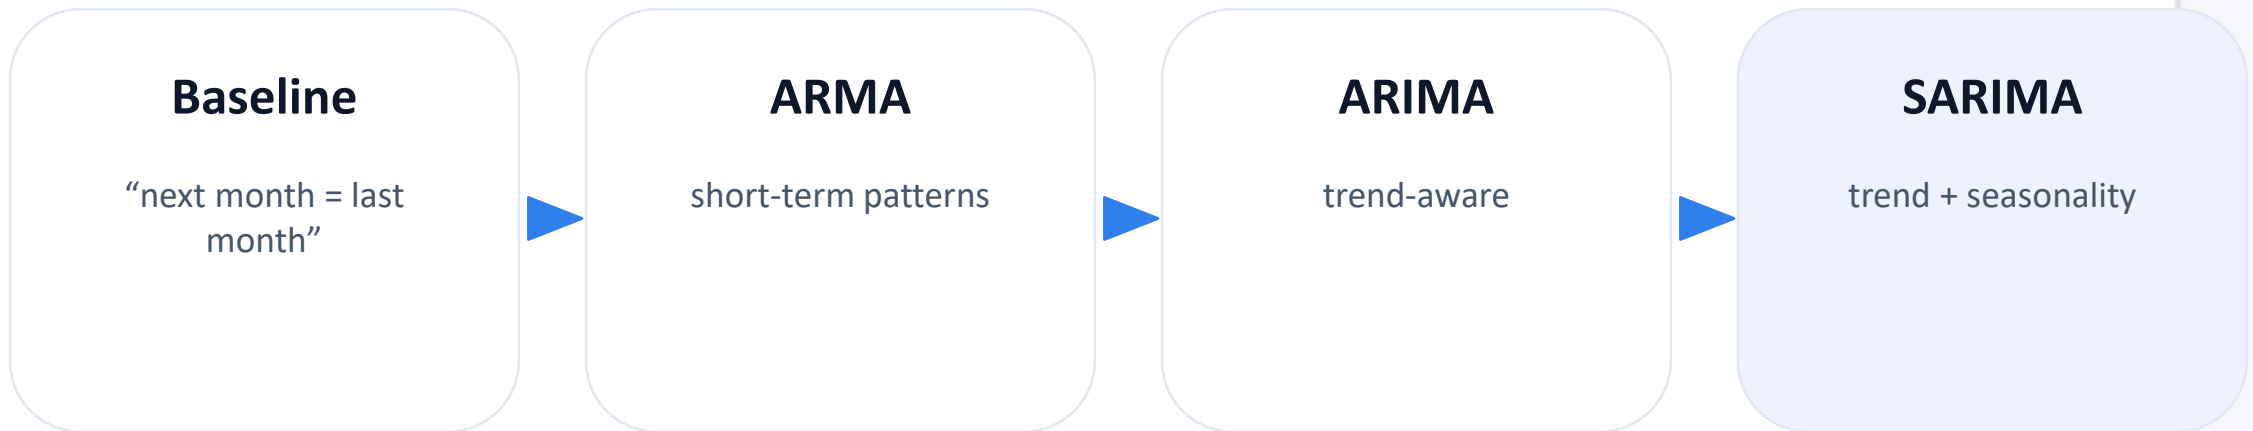 Baseline
“next month = last
month”
ARMA
short-term patterns
ARIMA
trend-aware
SARIMA
trend + seasonality